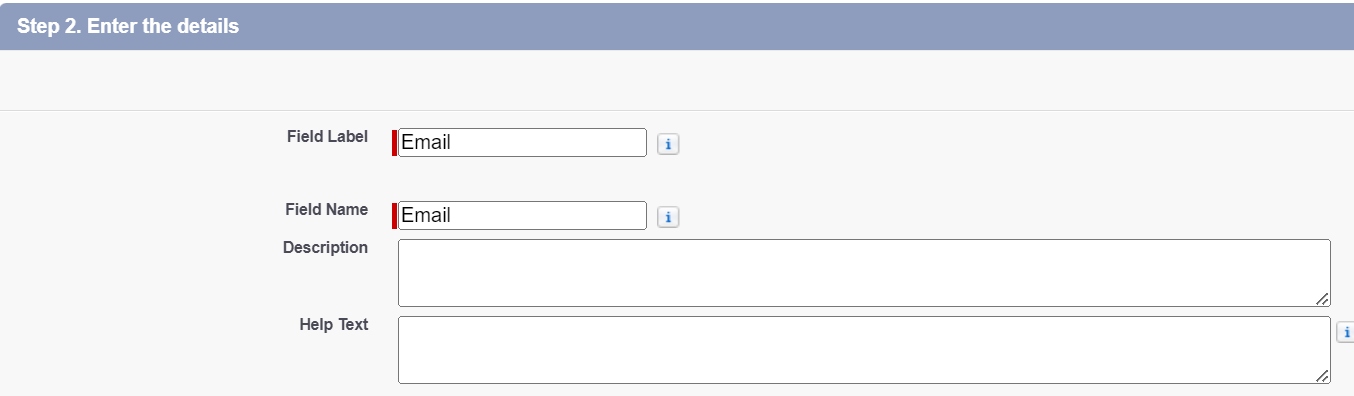 Step 2. Enter the details
Field Label Email i
Field Name Email i
Description
Help Text i